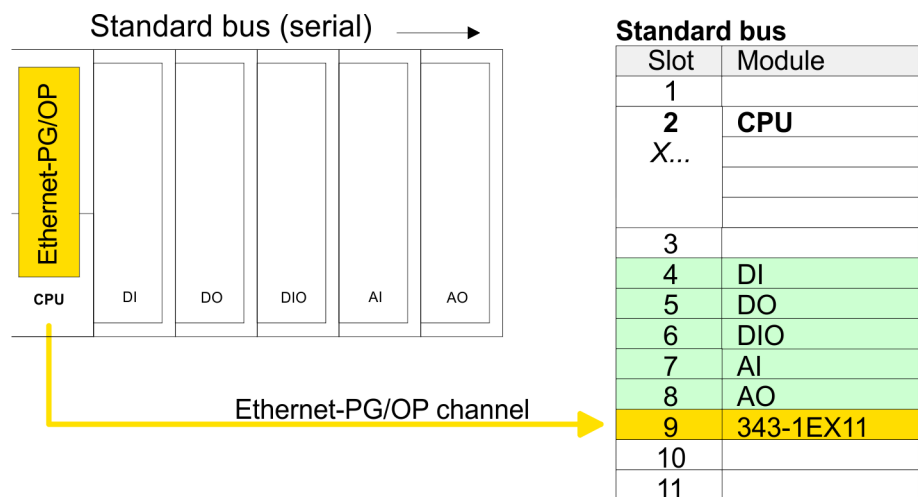 Standard bus (serial)
Ethernet-PG/OP
CPU
DI
DO
DIO
AI
AO
Ethernet-PG/OP channel
Standard bus
Slot Module
1
2 CPU
X...
3
4 DI
5 DO
6 DIO
7 AI
8 AO
9 343-1EX11
10
11